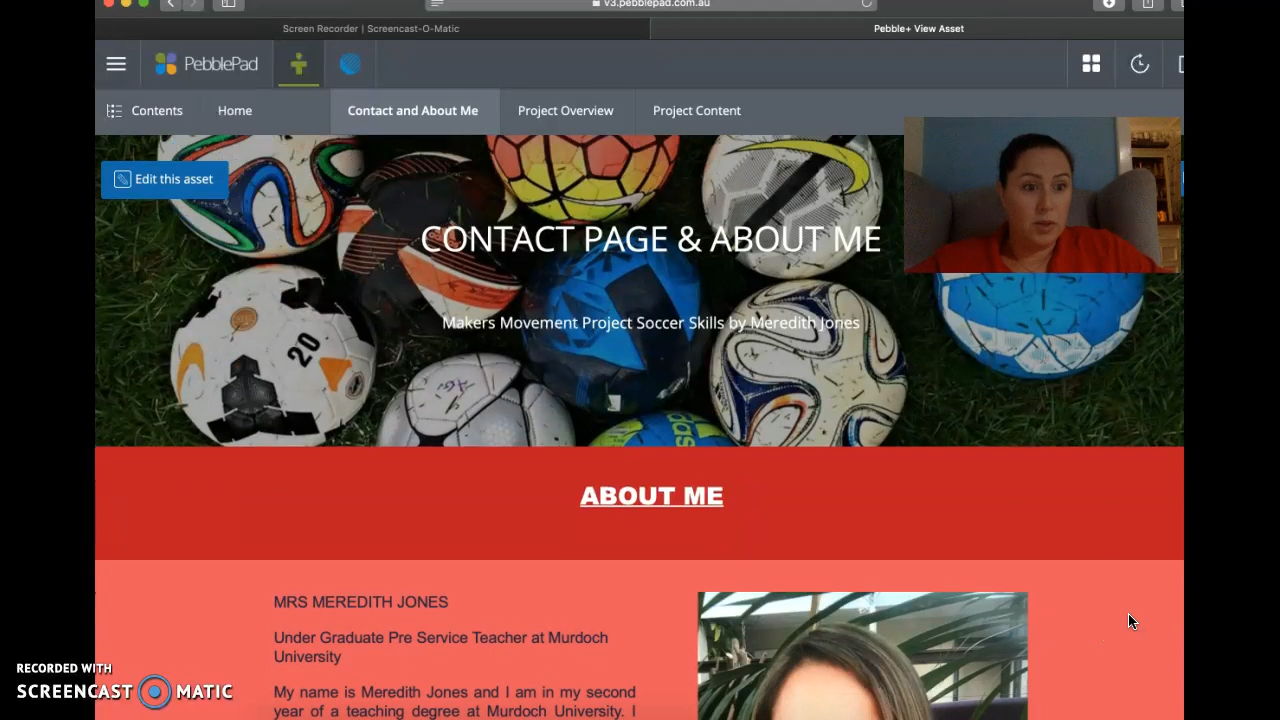 v3.pebblepad.com.au
Screen Recorder | Screencast-O-Matic
Pebble+ View Asset
PebblePad
Contents
Home
Contact and About Me
Project Overview
Project Content
Edit this asset
CONTACT PAGE & ABOUT ME
Makers Movement Project Soccer Skills by Meredith Jones
20
ABOUT ME
MRS MEREDITH JONES
Under Graduate Pre Service Teacher at Murdoch
University
My name is Meredith Jones and I am in my second
year of a teaching degree at Murdoch University. I
RECORDED WITH
SCREENCAST MATIC